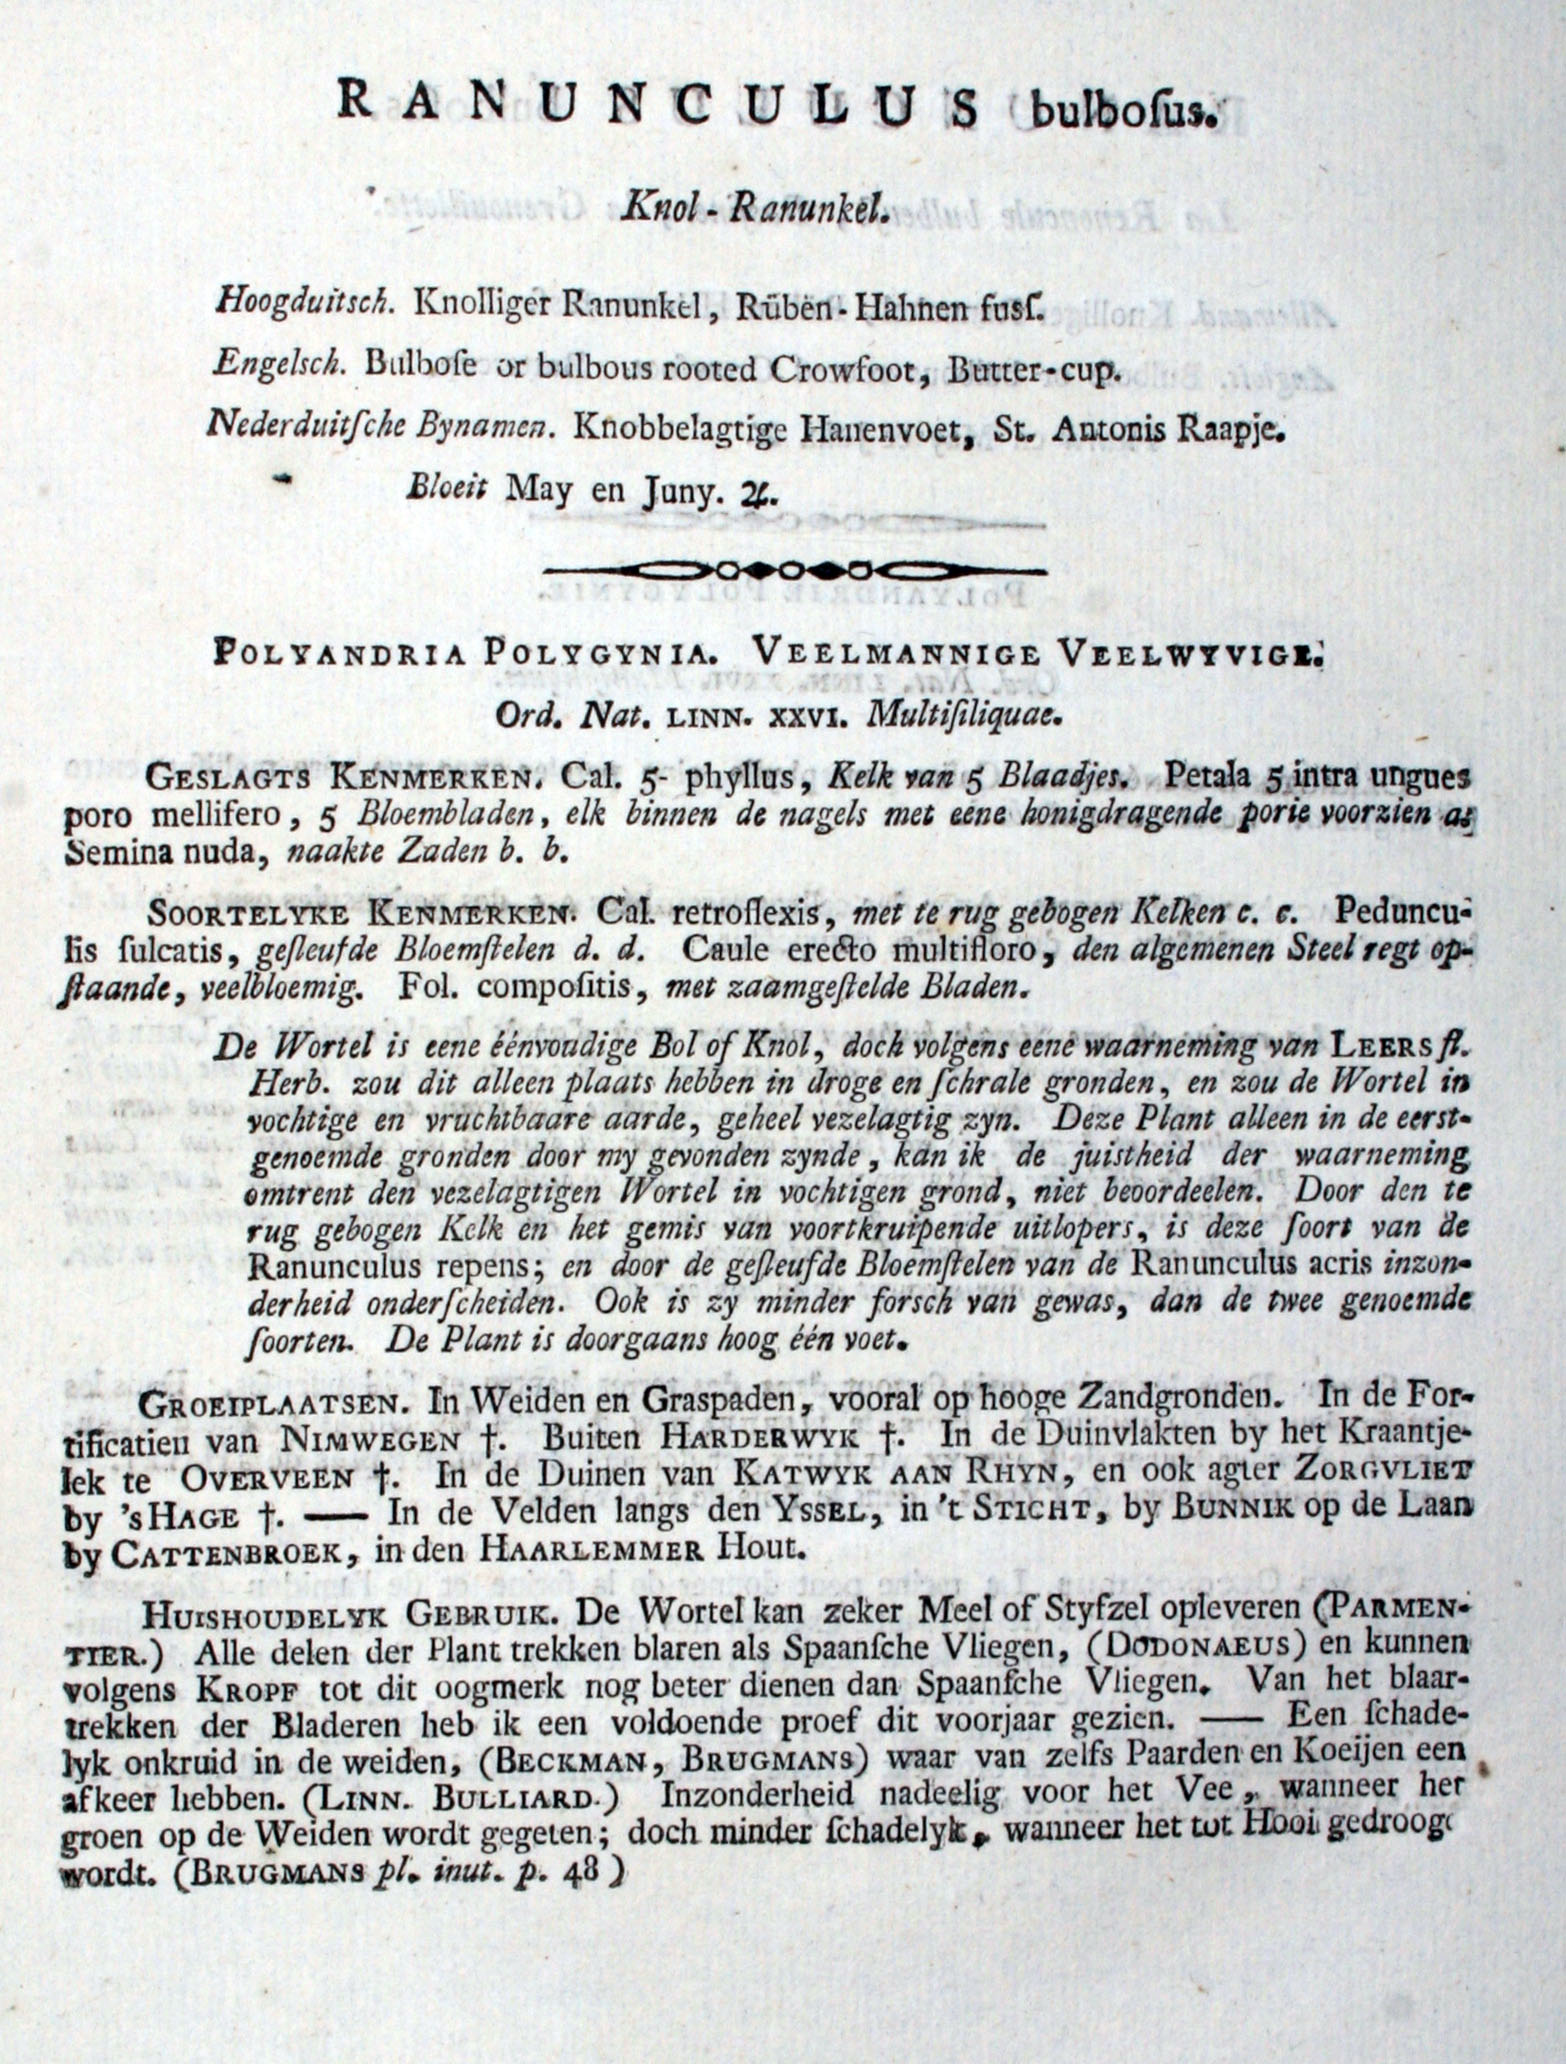 RANUNCULUS bulboſus.
Knol-Ranunkel.
Hoogduitsch. Knolliger Ranunkel, Rüben-Hahnen fusſ.
Engelsch. Bulboſe or bulbous rooted Crowfoot, Butter-cup.
Nederduitſche Bynamen. Knobbelagtige Hanenvoet, St. Antonis Raapje.
Bloeit May en Juny. ♃.
POLYANDRIA POLYGYNIA. VEELMANNIGE VEELWYVIGE.
Ord. Nat. LINN. XXVI. Multiſiliquae.
GESLAGTS KENMERKEN. Cal. 5-phyllus, Kelk van 5 Blaadjes. Petala 5 intra ungues
poro mellifero, 5 Bloembladen, elk binnen de nagels met eene honigdragende porie voorzien a.
Semina nuda, naakte Zaden b. b.
SOORTELYKE KENMERKEN. Cal. retroflexis, met te rug gebogen Kelken c. c. Peduncu-
lis ſulcatis, geſleufde Bloemſtelen d. d. Caule erecto multifloro, den algemenen Steel regt op-
ſtaande, veelbloemig. Fol. compoſitis, met zaamgeſtelde Bladen.
De Wortel is eene éénvoudige Bol of Knol, doch volgens eene waarneming van LEERS fl.
Herb. zou dit alleen plaats hebben in droge en ſchrale gronden, en zou de Wortel in
vochtige en vruchtbaare aarde, geheel vezelagtig zyn. Deze Plant alleen in de eerst-
genoemde gronden door my gevonden zynde, kan ik de juistheid der waarneming
omtrent den vezelagtigen Wortel in vochtigen grond, niet beoordeelen. Door den te
rug gebogen Kelk en het gemis van voortkruipende uitlopers, is deze ſoort van de
Ranunculus repens; en door de geſleufde Bloemſtelen van de Ranunculus acris inzon-
derheid onderſcheiden. Ook is zy minder forsch van gewas, dan de twee genoemde
ſoorten. De Plant is doorgaans hoog één voet.
GROEIPLAATSEN. In Weiden en Graspaden, vooral op hooge Zandgronden. In de For-
tificatien van NIMWEGEN †. Buiten HARDERWYK †. In de Duinvlakten by het Kraantje-
lek te OVERVEEN †. In de Duinen van KATWYK AAN RHYN, en ook agter ZORGVLIET
by 'sHAGE †. —— In de Velden langs den YSSEL, in 't STICHT, by BUNNIK op de Laan
by CATTENBROEK, in den HAARLEMMER Hout.
HUISHOUDELYK GEBRUIK. De Wortel kan zeker Meel of Styfzel opleveren (PARMEN-
TIER.) Alle delen der Plant trekken blaren als Spaanſche Vliegen, (DODONAEUS) en kunnen
volgens KROPF tot dit oogmerk nog beter dienen dan Spaanſche Vliegen. Van het blaar-
trekken der Bladeren heb ik een voldoende proef dit voorjaar gezien. —— Een ſchade-
lyk onkruid in de weiden, (BECKMAN, BRUGMANS) waar van zelfs Paarden en Koeijen een
afkeer hebben. (LINN. BULLIARD.) Inzonderheid nadeelig voor het Vee, wanneer het
groen op de Weiden wordt gegeten; doch minder ſchadelyk, wanneer het tot Hooi gedroogd
wordt. (BRUGMANS pl. inut. p. 48)